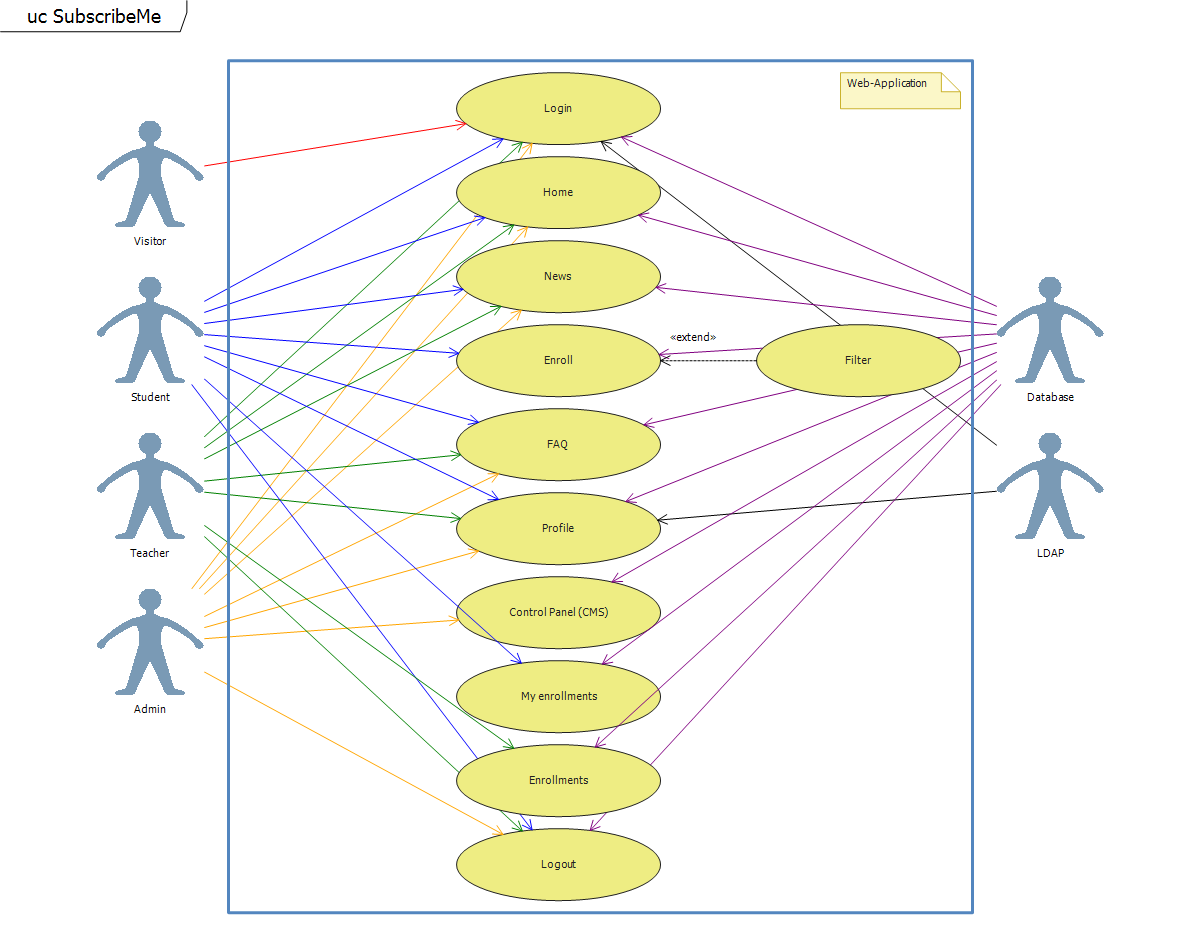 uc SubscribeMe
Web-Application
Login
Home
News
Enroll
«extend»
Filter
FAQ
Profile
Control Panel (CMS)
My enrollments
Enrollments
Logout
Visitor
Student
Teacher
Admin
Database
LDAP